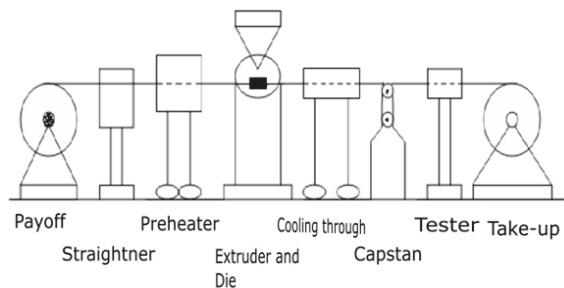 Payoff
Straightner
Preheater
Extruder and
Die
Cooling through
Capstan
Tester
Take-up